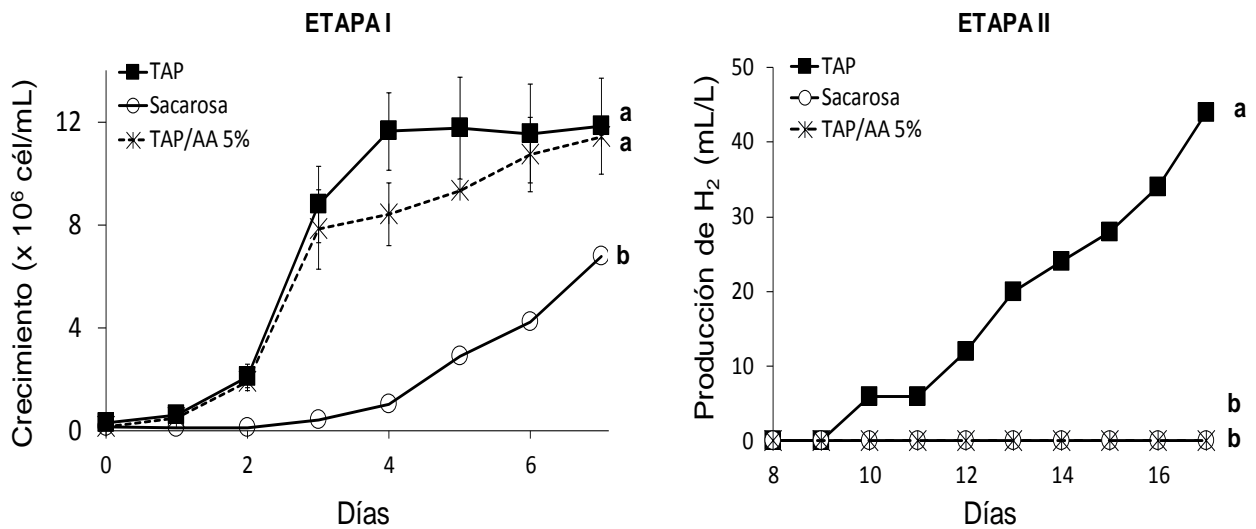 ETAPA I
TAP
Sacarosa
TAP/AA 5%
Crecimiento (x 10⁶ cél/mL)
12
8
4
0
a
a
b
0
2
4
6
Días
ETAPA II
TAP
Sacarosa
TAP/AA 5%
Producción de H₂ (mL/L)
50
40
30
20
10
0
a
b
b
8
10
12
14
16
Días